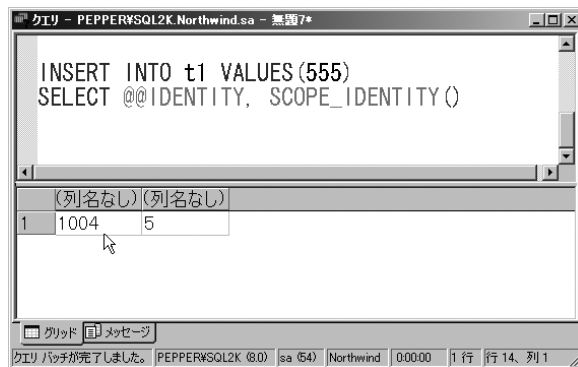 クエリ - PEPPER¥SQL2K.Northwind.sa - 無題7*
INSERT INTO t1 VALUES(555)
SELECT @@IDENTITY, SCOPE_IDENTITY()
(列名なし) (列名なし)
1 1004 5
グリッド メッセージ
クエリ バッチが完了しました。 PEPPER¥SQL2K (8.0) sa (54) Northwind 0:00:00 1 行 行 14、列 1